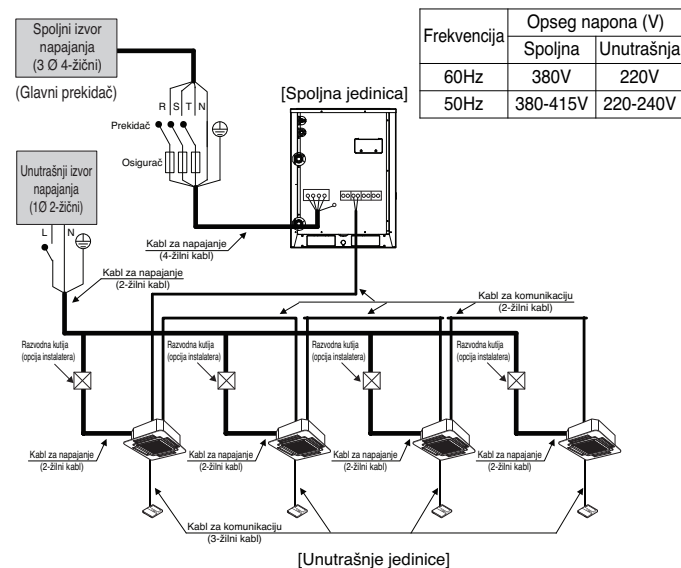 Spoljni izvor
napajanja
(3 Ø 4-žični)
(Glavni prekidač)
R S T N
Prekidač
Osigurač
[Spoljna jedinica]
Frekvencija
Opseg napona (V)
Spoljna Unutrašnja
60Hz 380V 220V
50Hz 380-415V 220-240V
Unutrašnji izvor
napajanja
(1Ø 2-žični)
L N
Kabl za napajanje
(4-žilni kabl)
Kabl za napajanje
(2-žilni kabl)
Kabl za komunikaciju
(2-žilni kabl)
Razvodna kutija
(opcija instalatera)
Razvodna kutija
(opcija instalatera)
Razvodna kutija
(opcija instalatera)
Razvodna kutija
(opcija instalatera)
Kabl za napajanje
(2-žilni kabl)
Kabl za napajanje
(2-žilni kabl)
Kabl za napajanje
(2-žilni kabl)
Kabl za napajanje
(2-žilni kabl)
Kabl za komunikaciju
(3-žilni kabl)
[Unutrašnje jedinice]